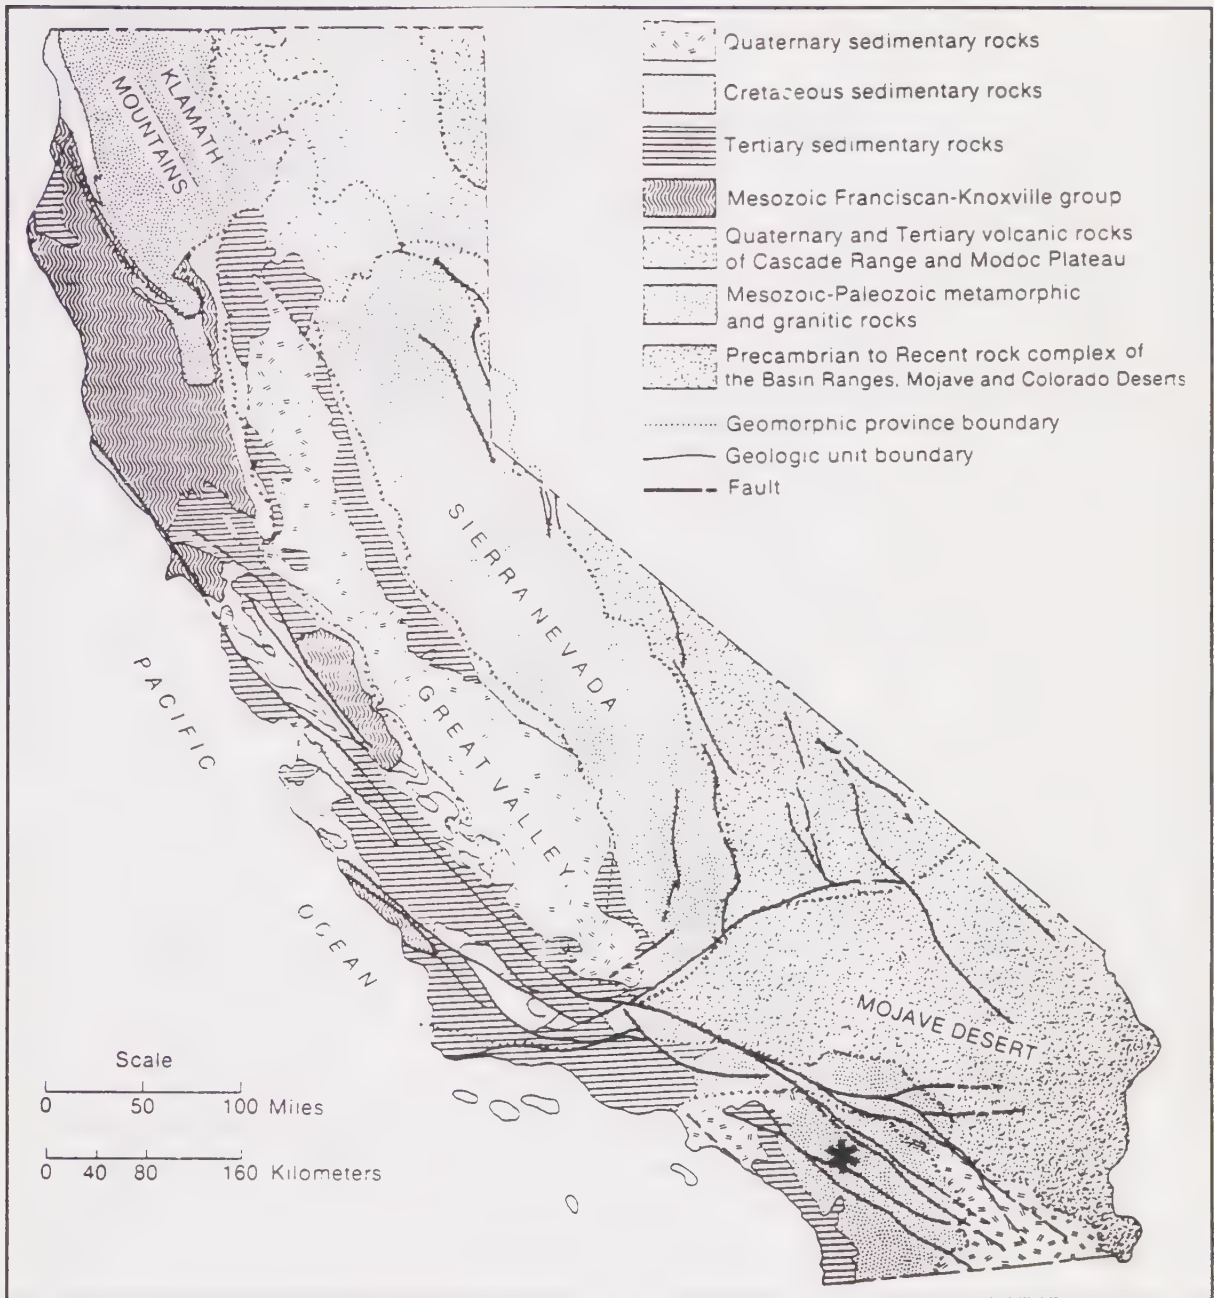 Quaternary sedimentary rocks
Cretaceous sedimentary rocks
Tertiary sedimentary rocks
Mesozoic Franciscan-Knoxville group
Quaternary and Tertiary volcanic rocks
of Cascade Range and Modoc Plateau
Mesozoic-Paleozoic metamorphic
and granitic rocks
Precambrian to Recent rock complex of
the Basin Ranges, Mojave and Colorado Deserts
Geomorphic province boundary
Geologic unit boundary
Fault
KLAMATH
MOUNTAINS
SIERRA NEVADA
GREAT VALLEY
PACIFIC
OCEAN
MOJAVE DESERT
Scale
0 50 100 Miles
0 40 80 160 Kilometers